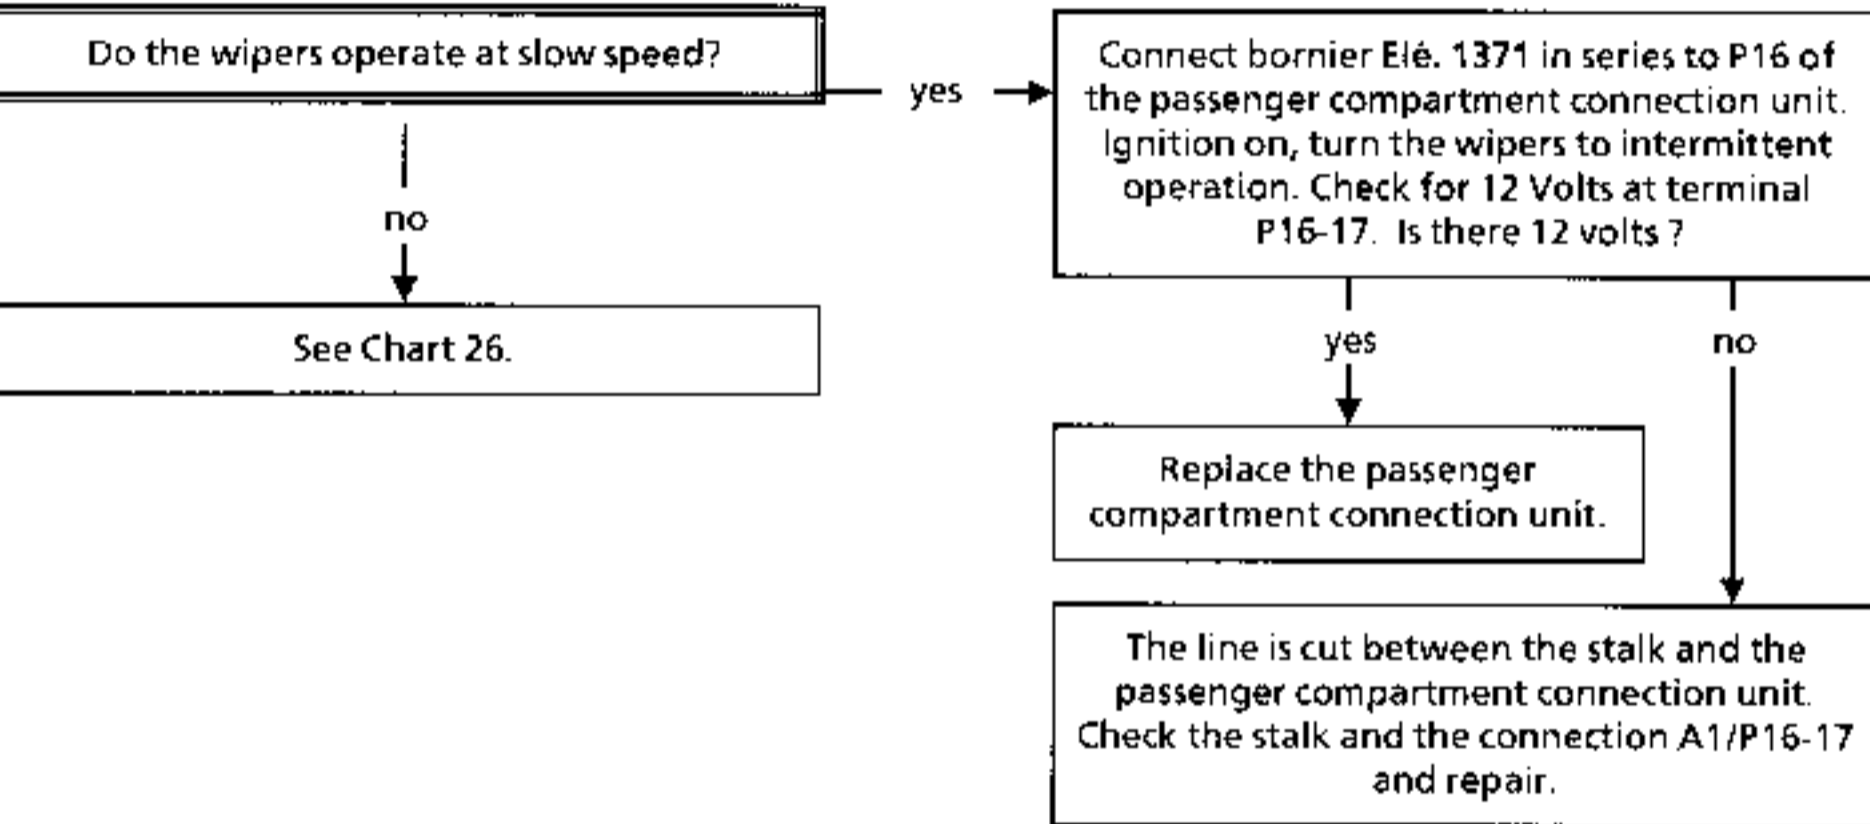 Do the wipers operate at slow speed?
yes
Connect bornier Elé. 1371 in series to P16 of
the passenger compartment connection unit.
Ignition on, turn the wipers to intermittent
operation. Check for 12 Volts at terminal
P16-17. Is there 12 volts ?
no
See Chart 26.
yes
no
Replace the passenger
compartment connection unit.
The line is cut between the stalk and the
passenger compartment connection unit.
Check the stalk and the connection A1/P16-17
and repair.